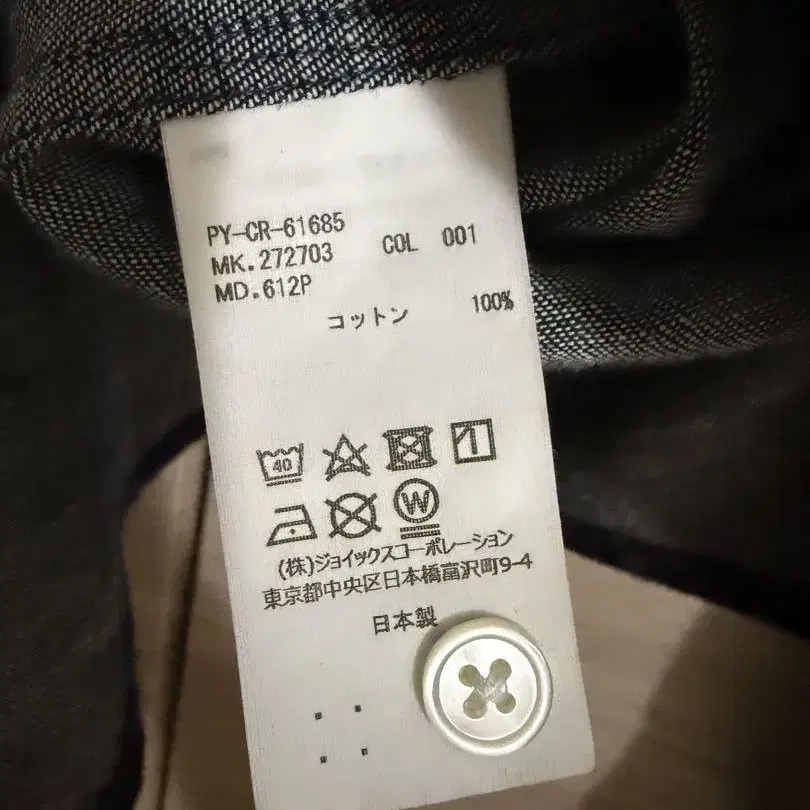 PY-CR-61685
MK.272703 COL 001
MD.612P
コットン 100%
40
W
(株)ジョイックスコーポレーション
東京都中央区日本橋富沢町9-4
日本製